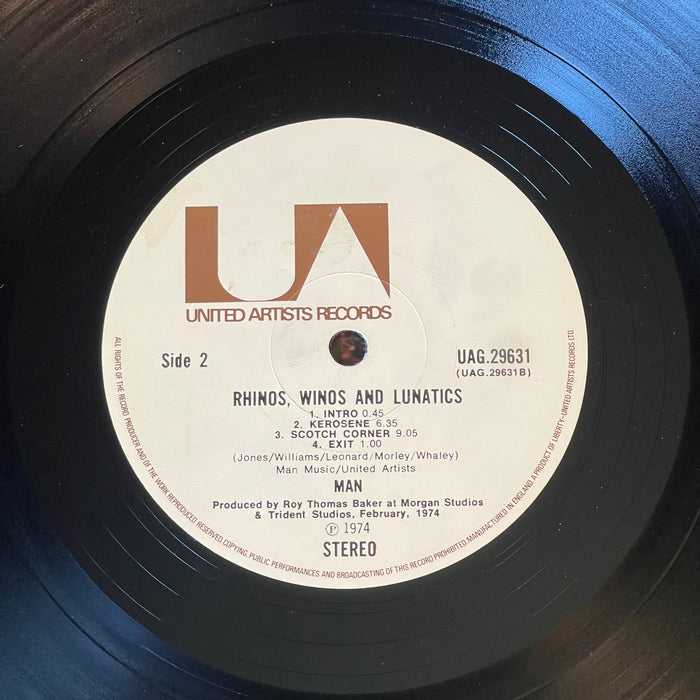 UA
UNITED ARTISTS RECORDS
Side 2
UAG.29631
(UAG.29631B)
RHINOS, WINOS AND LUNATICS
1. INTRO 0.45
2. KEROSENE 6.35
3. SCOTCH CORNER 9.05
4. EXIT 1.00
(Jones/Williams/Leonard/Morley/Whaley)
Man Music/United Artists
MAN
Produced by Roy Thomas Baker at Morgan Studios
& Trident Studios, February, 1974
Ⓟ 1974
STEREO
ALL RIGHTS OF THE RECORD PRODUCER AND OF THE WORK REPRODUCED RESERVED. COPYING, PUBLIC PERFORMANCES AND BROADCASTING OF THIS RECORD PROHIBITED. MANUFACTURED IN ENGLAND. A PRODUCT OF LIBERTY-UNITED ARTISTS RECORDS LTD